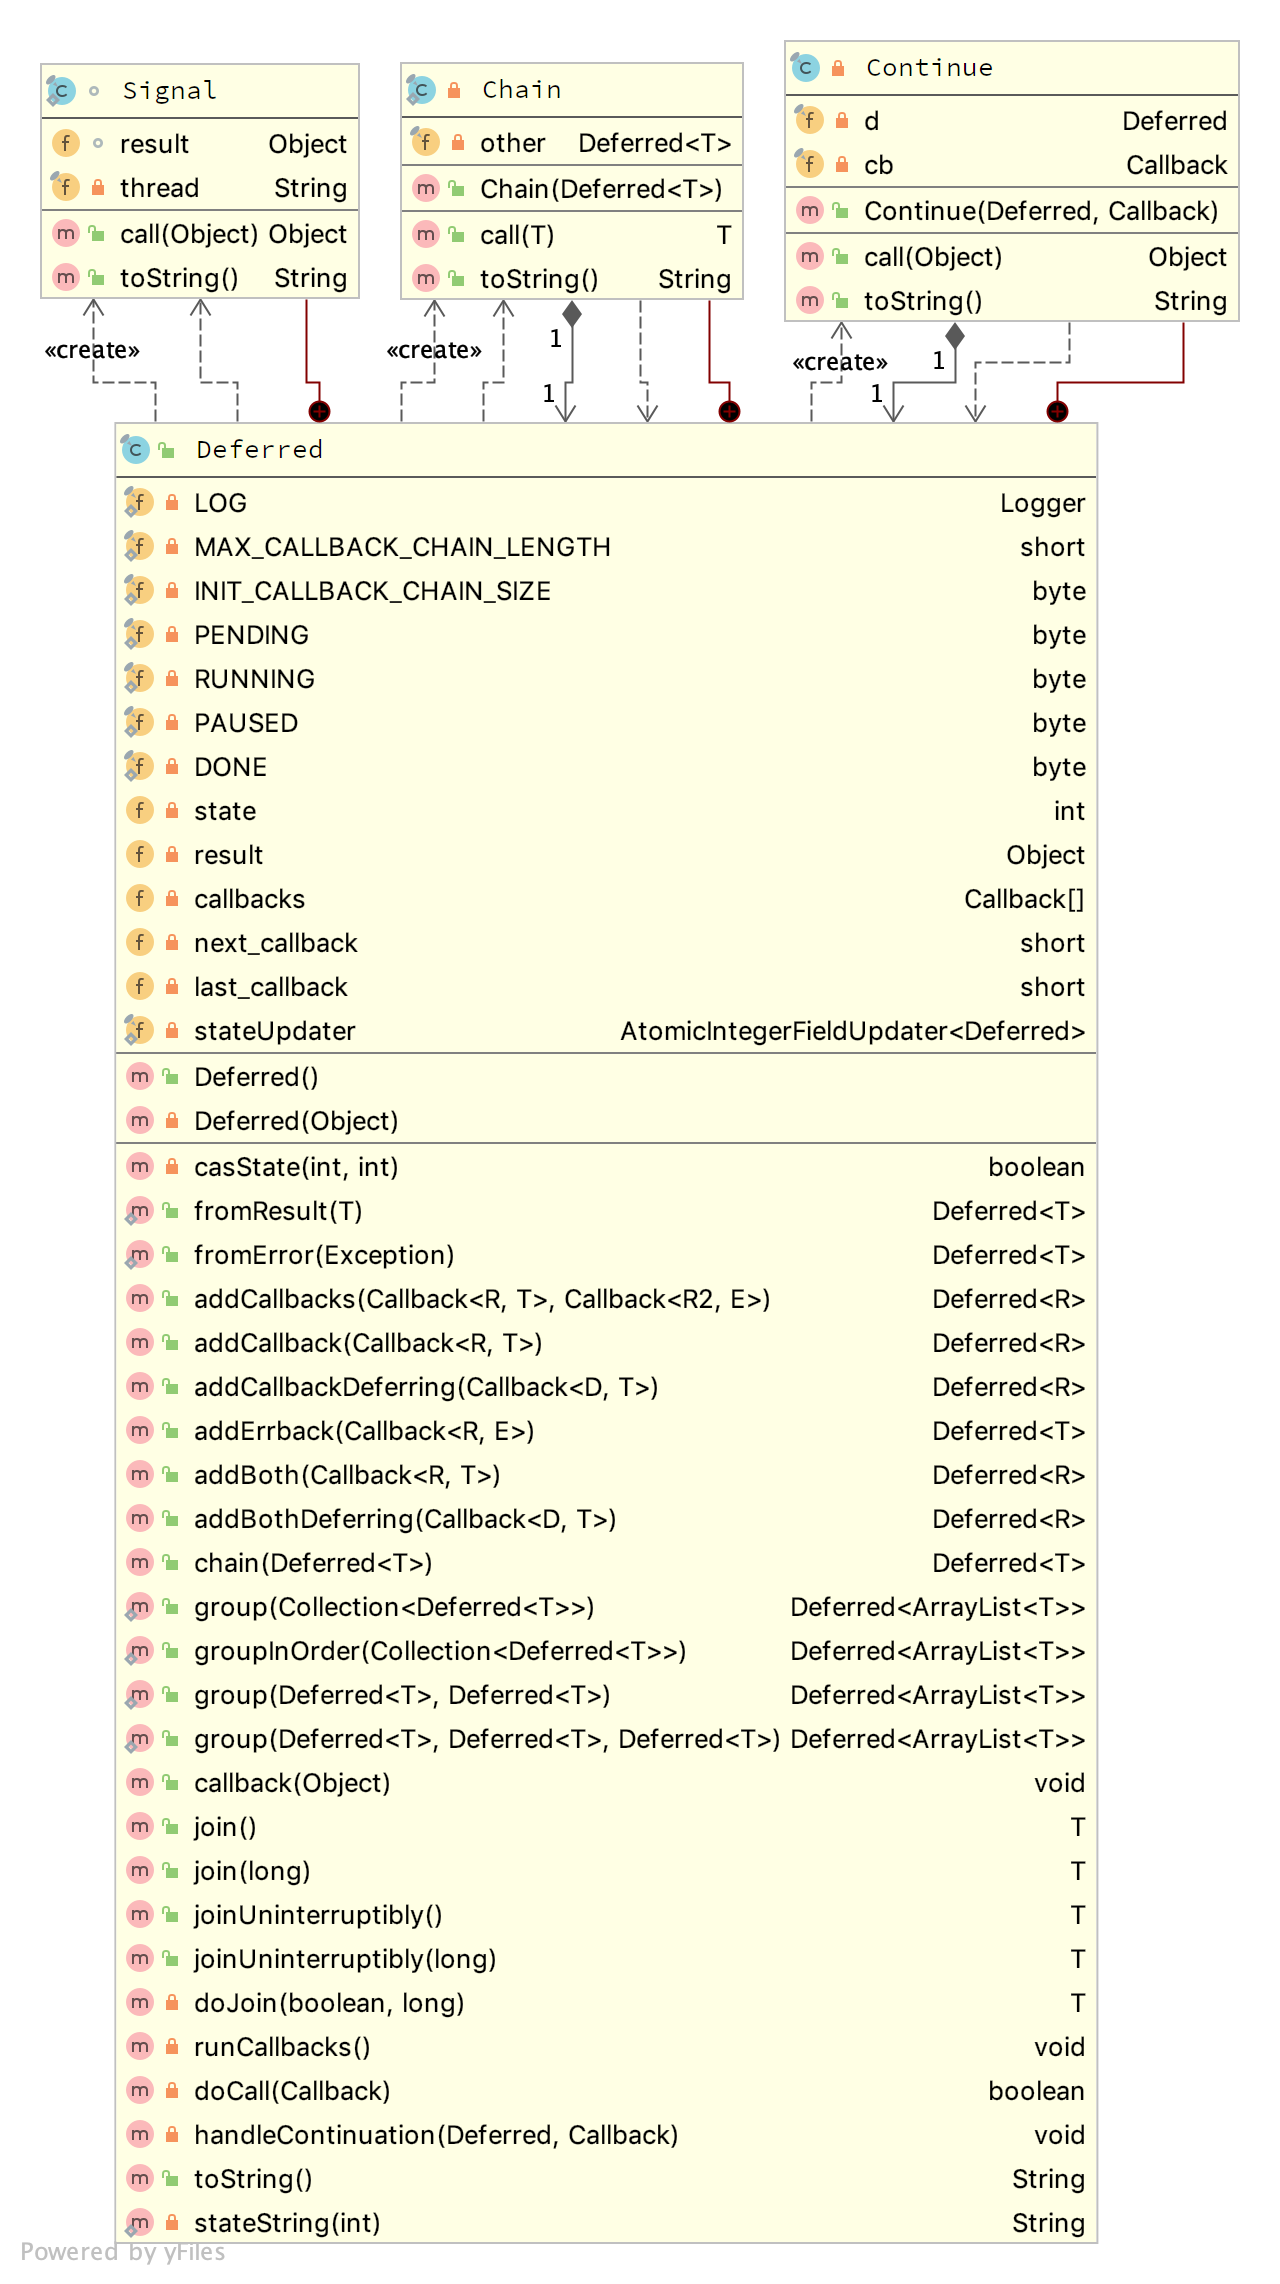 Signal
result Object
thread String
call(Object) Object
toString() String
Chain
other Deferred<T>
Chain(Deferred<T>)
call(T) T
toString() String
Continue
d Deferred
cb Callback
Continue(Deferred, Callback)
call(Object) Object
toString() String
«create»
«create»
1
1
«create»
1
1
Deferred
LOG Logger
MAX_CALLBACK_CHAIN_LENGTH short
INIT_CALLBACK_CHAIN_SIZE byte
PENDING byte
RUNNING byte
PAUSED byte
DONE byte
state int
result Object
callbacks Callback[]
next_callback short
last_callback short
stateUpdater AtomicIntegerFieldUpdater<Deferred>
Deferred()
Deferred(Object)
casState(int, int) boolean
fromResult(T) Deferred<T>
fromError(Exception) Deferred<T>
addCallbacks(Callback<R, T>, Callback<R2, E>) Deferred<R>
addCallback(Callback<R, T>) Deferred<R>
addCallbackDeferring(Callback<D, T>) Deferred<R>
addErrback(Callback<R, E>) Deferred<T>
addBoth(Callback<R, T>) Deferred<R>
addBothDeferring(Callback<D, T>) Deferred<R>
chain(Deferred<T>) Deferred<T>
group(Collection<Deferred<T>>) Deferred<ArrayList<T>>
groupInOrder(Collection<Deferred<T>>) Deferred<ArrayList<T>>
group(Deferred<T>, Deferred<T>) Deferred<ArrayList<T>>
group(Deferred<T>, Deferred<T>, Deferred<T>) Deferred<ArrayList<T>>
callback(Object) void
join() T
join(long) T
joinUninterruptibly() T
joinUninterruptibly(long) T
doJoin(boolean, long) T
runCallbacks() void
doCall(Callback) boolean
handleContinuation(Deferred, Callback) void
toString() String
stateString(int) String
Powered by yFiles